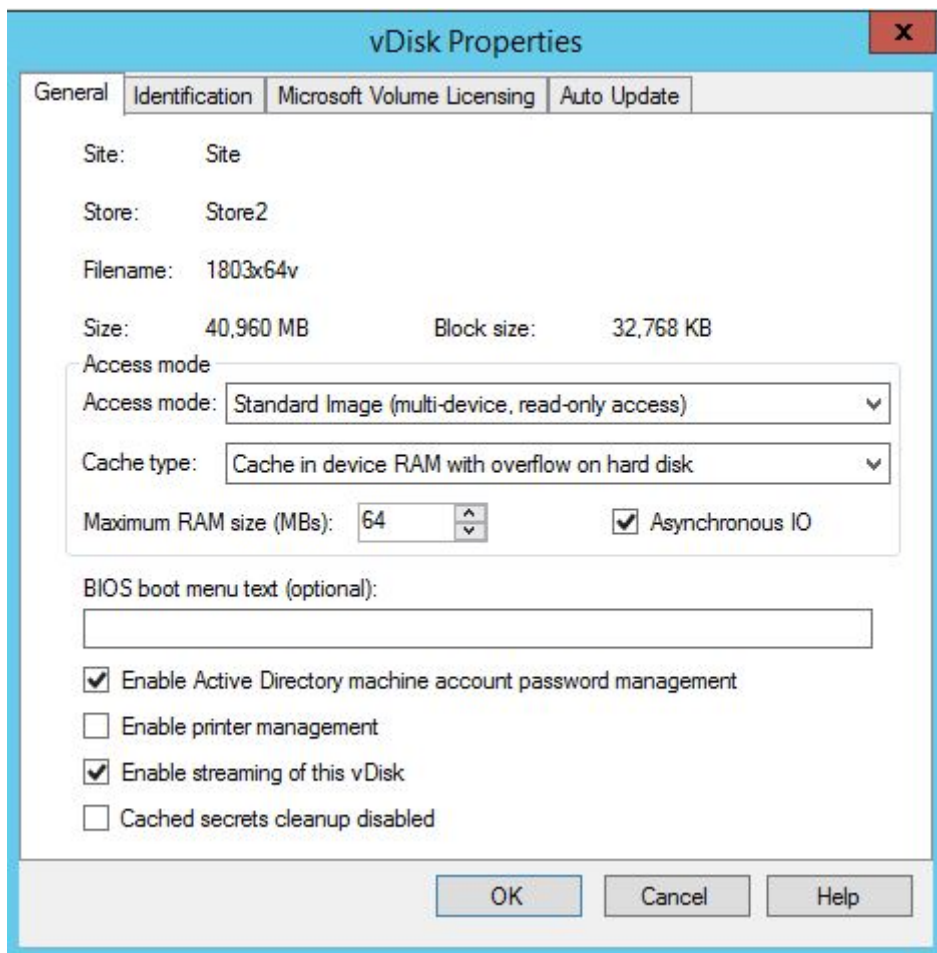 vDisk Properties
x
General Identification Microsoft Volume Licensing Auto Update
Site: Site
Store: Store2
Filename: 1803x64v
Size: 40,960 MB Block size: 32,768 KB
Access mode
Access mode: Standard Image (multi-device, read-only access)
Cache type: Cache in device RAM with overflow on hard disk
Maximum RAM size (MBs): 64 Asynchronous IO
BIOS boot menu text (optional):
Enable Active Directory machine account password management
Enable printer management
Enable streaming of this vDisk
Cached secrets cleanup disabled
OK Cancel Help